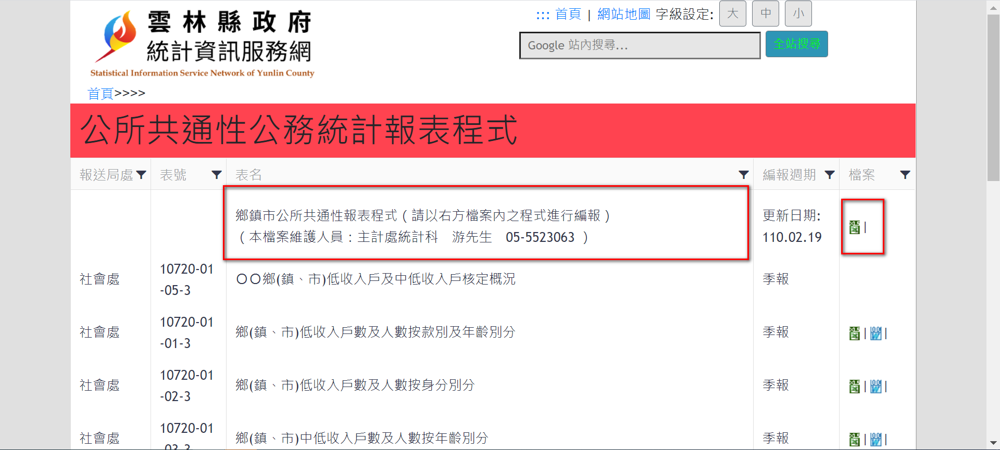 雲林縣政府
統計資訊服務網
Statistical Information Service Network of Yunlin County
::: 首頁 | 網站地圖 字級設定: 大 中 小
Google 站內搜尋... 全站搜尋
首頁>>>>
公所共通性公務統計報表程式
報送局處 表號 表名 編報週期 檔案
鄉鎮市公所共通性報表程式（請以右方檔案內之程式進行編報）
（本檔案維護人員：主計處統計科　游先生　05-5523063 ）
更新日期:
110.02.19
XLS |
社會處
10720-01
-05-3
〇〇鄉(鎮、市)低收入戶及中低收入戶核定概況
季報
社會處
10720-01
-01-3
鄉(鎮、市)低收入戶數及人數按款別及年齡別分
季報
XLS | DOC W |
社會處
10720-01
-02-3
鄉(鎮、市)低收入戶數及人數按身分別分
季報
XLS | DOC W |
社會處
10720-01
-03-3
鄉(鎮、市)中低收入戶數及人數按年齡別分
季報
XLS | DOC W |